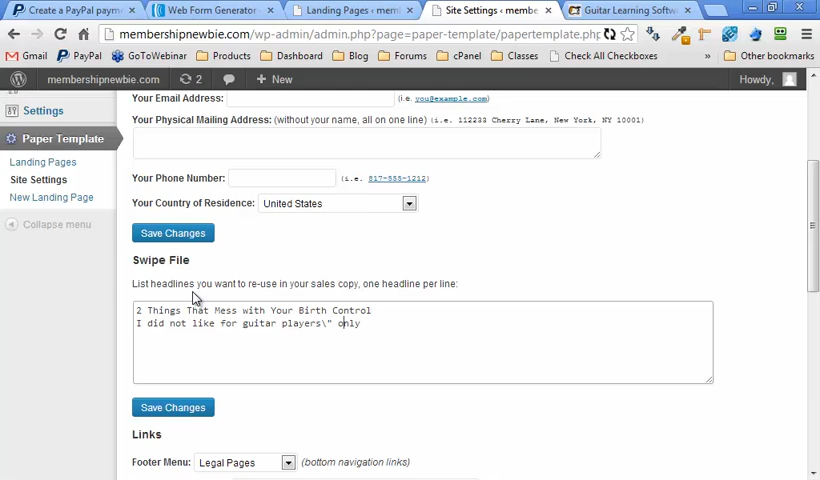 Create a PayPal payme
Web Form Generator
Landing Pages ‹ memb
Site Settings ‹ memb
Guitar Learning Softw
membershipnewbie.com/wp-admin/admin.php?page=paper-template/papertemplate.php
Gmail PayPal GoToWebinar Products Dashboard Blog Forums cPanel Classes Check All Checkboxes » Other bookmarks
membershipnewbie.com 2 + New Howdy,
Settings
Paper Template
Landing Pages
Site Settings
New Landing Page
Collapse menu
Your Email Address: (i.e. you@example.com)
Your Physical Mailing Address: (without your name, all on one line) (i.e. 112233 Cherry Lane, New York, NY 10001)
Your Phone Number: (i.e. 817-555-1212)
Your Country of Residence: United States
Save Changes
Swipe File
List headlines you want to re-use in your sales copy, one headline per line:
2 Things That Mess with Your Birth Control
I did not like for guitar players\" only
Save Changes
Links
Footer Menu: Legal Pages (bottom navigation links)